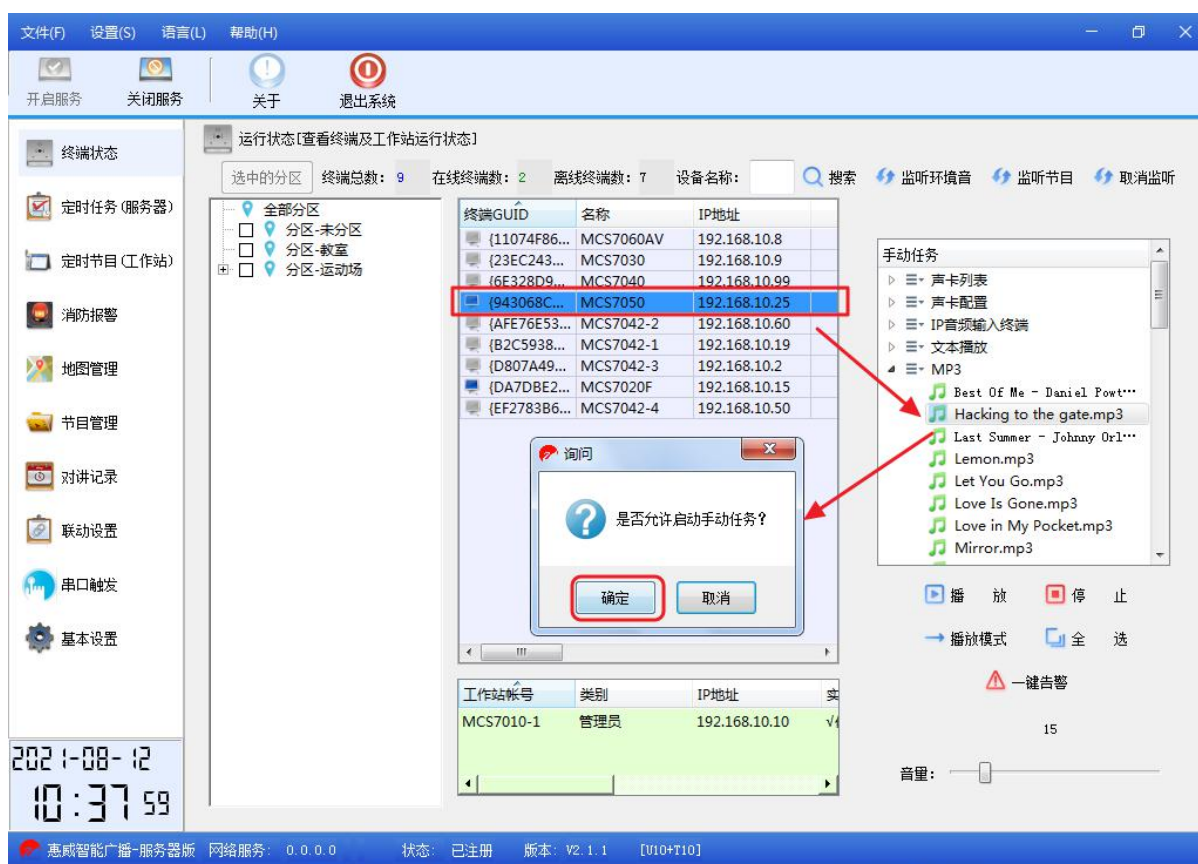 文件(F) 设置(S) 语言(L) 帮助(H)
开启服务 关闭服务 关于 退出系统
终端状态
定时任务(服务器)
定时节目(工作站)
消防报警
地图管理
节目管理
对讲记录
联动设置
串口触发
基本设置
2021-08-12
10:37 59
运行状态[查看终端及工作站运行状态]
选中的分区 终端总数: 9 在线终端数: 2 离线终端数: 7 设备名称: 搜索 监听环境音 监听节目 取消监听
全部分区
分区-未分区
分区-教室
分区-运动场
终端GUID 名称 IP地址
{11074F86... MCS7060AV 192.168.10.8
{23EC243... MCS7030 192.168.10.9
{6E328D9... MCS7040 192.168.10.99
{943068C... MCS7050 192.168.10.25
{AFE76E53... MCS7042-2 192.168.10.60
{B2C5938... MCS7042-1 192.168.10.19
{D807A49... MCS7042-3 192.168.10.2
{DA7DBE2... MCS7020F 192.168.10.15
{EF2783B6... MCS7042-4 192.168.10.50
询问
是否允许启动手动任务?
确定 取消
工作站帐号 类别 IP地址
MCS7010-1 管理员 192.168.10.10
手动任务
声卡列表
声卡配置
IP音频输入终端
文本播放
MP3
Best Of Me - Daniel Powt…
Hacking to the gate.mp3
Last Summer - Johnny Orl…
Lemon.mp3
Let You Go.mp3
Love Is Gone.mp3
Love in My Pocket.mp3
Mirror.mp3
播 放 停 止
播放模式 全 选
一键告警
15
音量:
惠威智能广播-服务器版 网络服务: 0.0.0.0 状态: 已注册 版本: V2.1.1 [U10+T10]